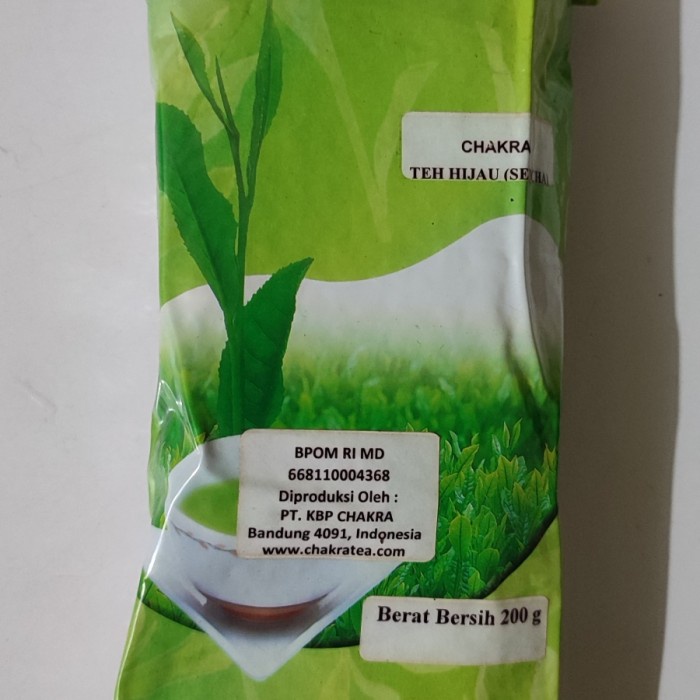 CHAKRA
TEH HIJAU (SENCHA)
BPOM RI MD
668110004368
Diproduksi Oleh :
PT. KBP CHAKRA
Bandung 4091, Indonesia
www.chakratea.com
Berat Bersih 200 g